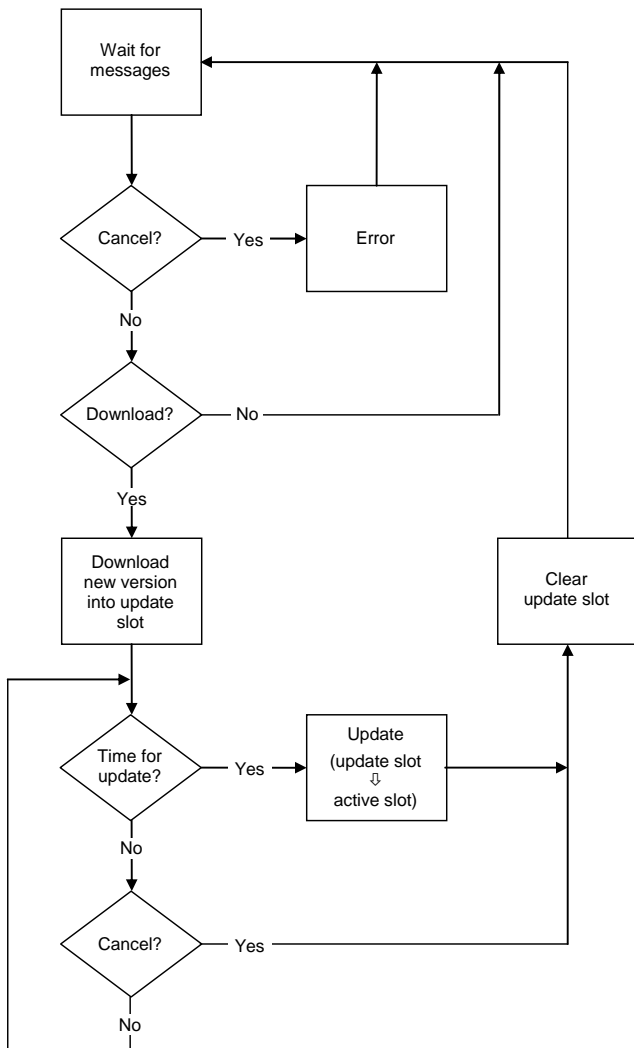 Wait for
messages
Cancel?
Yes
Error
No
Download?
No
Yes
Download
new version
into update
slot
Clear
update slot
Time for
update?
Yes
Update
(update slot
⇩
active slot)
No
Cancel?
Yes
No